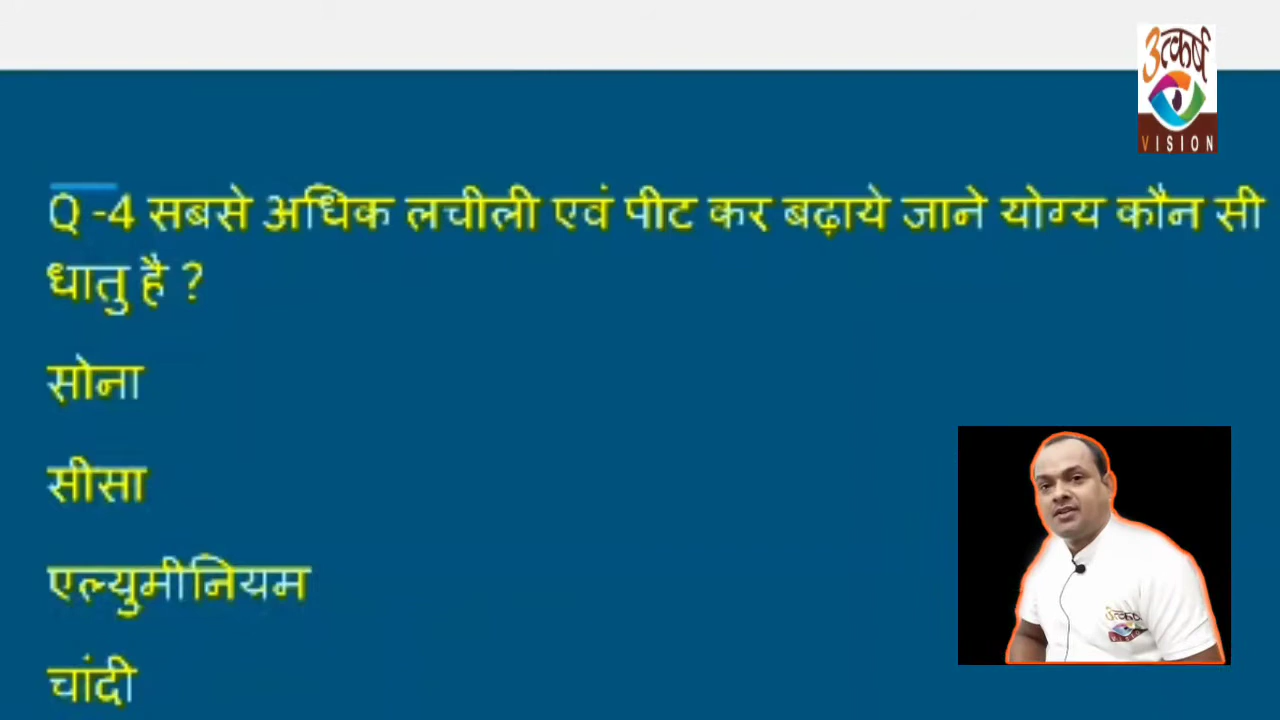 उत्कर्ष
VISION
Q -4 सबसे अधिक लचीली एवं पीट कर बढ़ाये जाने योग्य कौन सी
धातु है ?
सोना
सीसा
एल्युमीनियम
चांदी